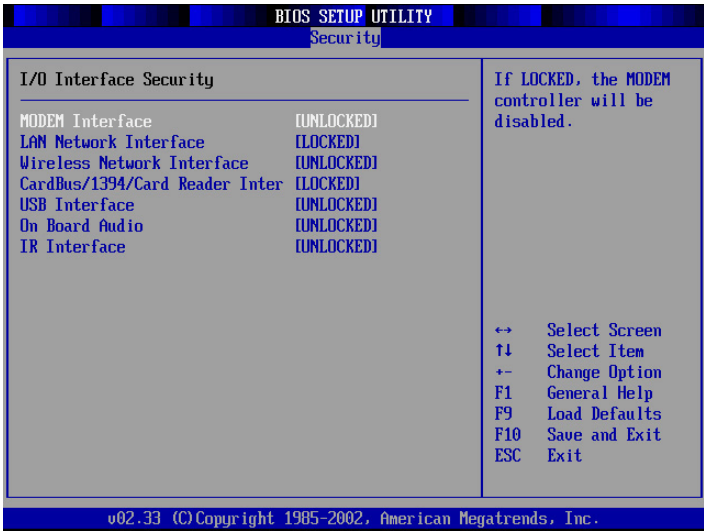 BIOS SETUP UTILITY
Security
I/O Interface Security
MODEM Interface [UNLOCKED]
LAN Network Interface [LOCKED]
Wireless Network Interface [UNLOCKED]
CardBus/1394/Card Reader Inter [LOCKED]
USB Interface [UNLOCKED]
On Board Audio [UNLOCKED]
IR Interface [UNLOCKED]
If LOCKED, the MODEM
controller will be
disabled.
↔ Select Screen
↑↓ Select Item
+- Change Option
F1 General Help
F9 Load Defaults
F10 Save and Exit
ESC Exit
v02.33 (C)Copyright 1985-2002, American Megatrends, Inc.